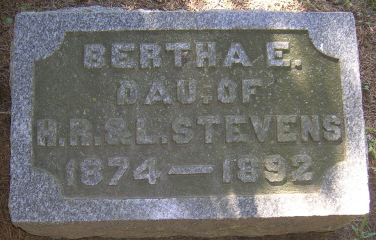 BERTHA E.
DAU. OF
H.R.&L. STEVENS
1874 — 1892